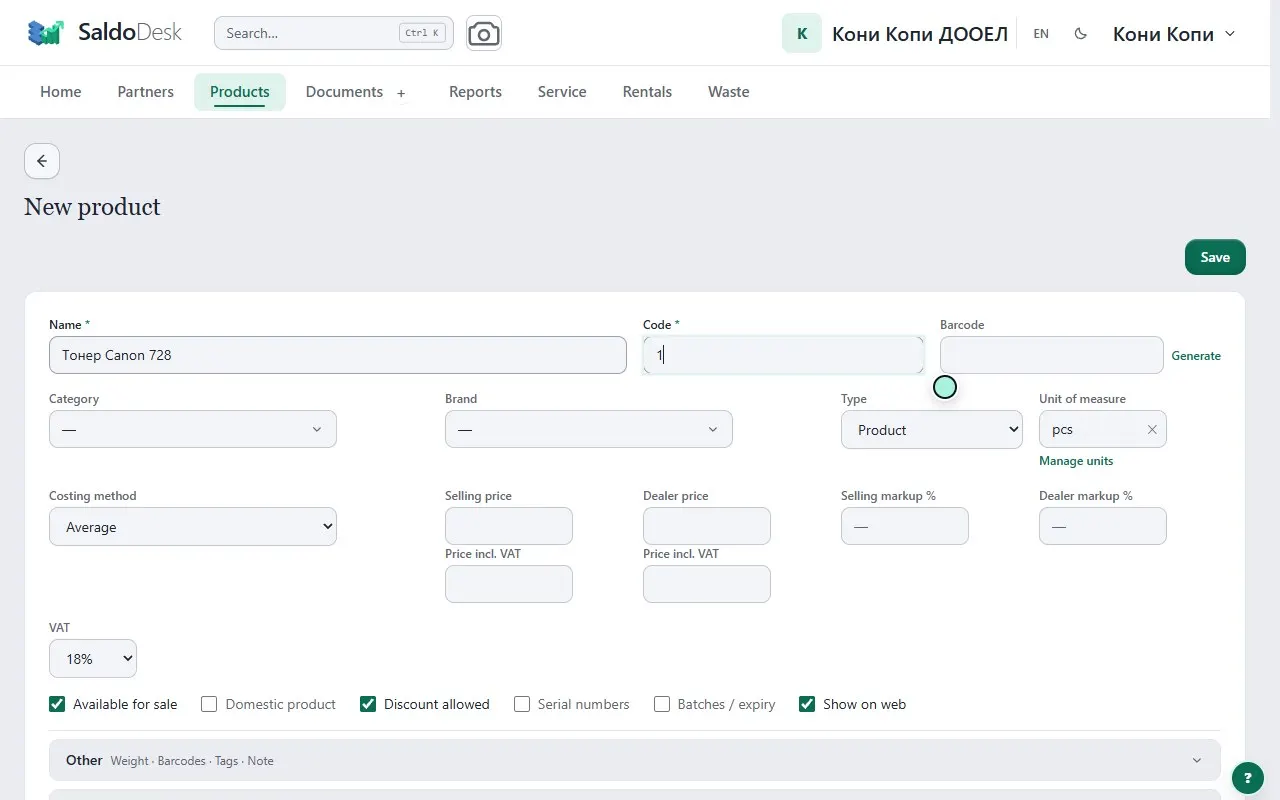 SaldoDesk
Search... Ctrl K
K Кони Копи ДООЕЛ EN Кони Копи
Home Partners Products Documents + Reports Service Rentals Waste
New product
Save
Name * Code * Barcode
Тонер Canon 728 1 Generate
Category Brand Type Unit of measure
— — Product pcs
Manage units
Costing method Selling price Dealer price Selling markup % Dealer markup %
Average — —
Price incl. VAT Price incl. VAT
VAT
18%
Available for sale Domestic product Discount allowed Serial numbers Batches / expiry Show on web
Other Weight · Barcodes · Tags · Note
?